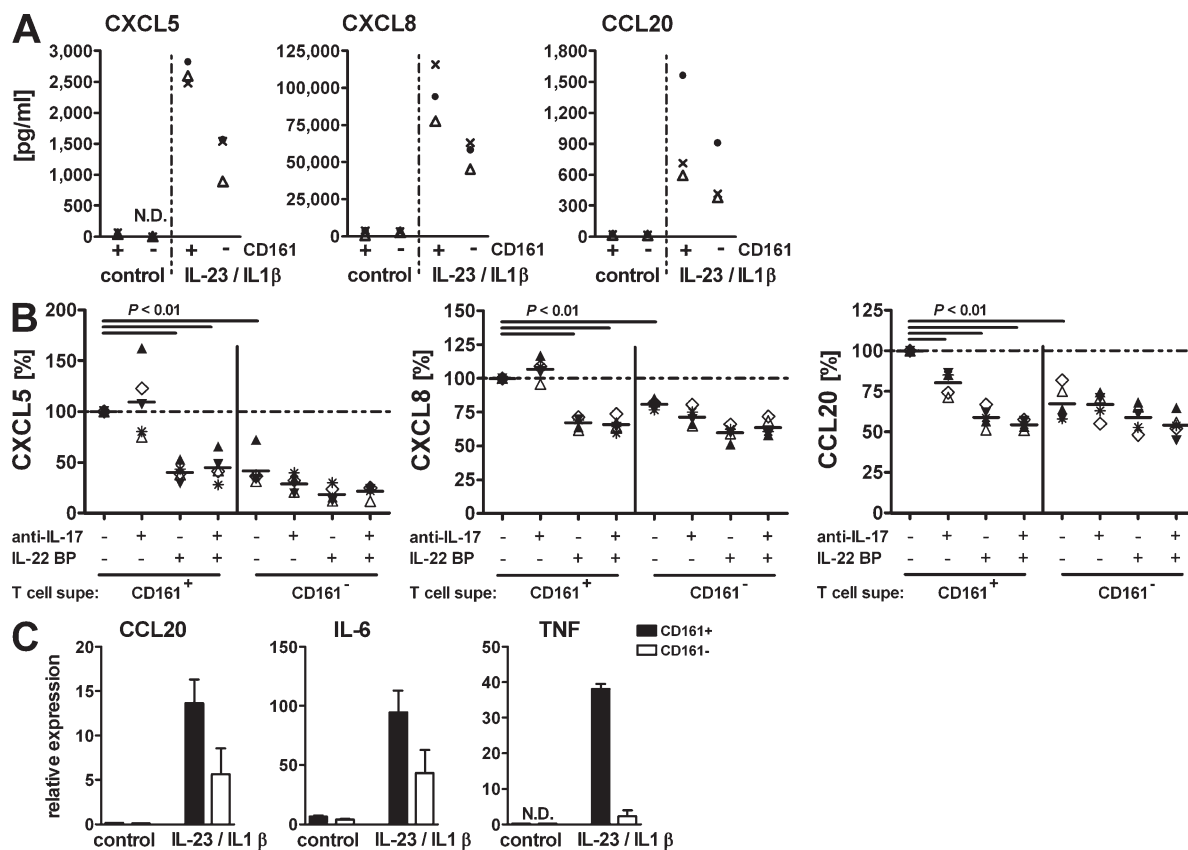 A
CXCL5 CXCL8 CCL20
[pg/ml]
3,000
2,500
2,000
1,500
1,000
500
0
N.D.
125,000
100,000
75,000
50,000
25,000
0
1,800
1,500
1,200
900
600
300
0
+ - + - CD161
control IL-23 / IL1β
+ - + - CD161
control IL-23 / IL1β
+ - + - CD161
control IL-23 / IL1β
B
CXCL5 [%]
200
150
100
50
0
P < 0.01
CXCL8 [%]
150
125
100
75
50
25
0
P < 0.01
CCL20 [%]
125
100
75
50
25
0
P < 0.01
anti-IL-17 - + - + - + - +
IL-22 BP - - + + - - + +
T cell supe: CD161+ CD161-
anti-IL-17 - + - + - + - +
IL-22 BP - - + + - - + +
T cell supe: CD161+ CD161-
anti-IL-17 - + - + - + - +
IL-22 BP - - + + - - + +
T cell supe: CD161+ CD161-
C
CCL20 IL-6 TNF
CD161+
CD161-
relative expression
20
15
10
5
0
control IL-23 / IL1 β
150
100
50
0
control IL-23 / IL1 β
50
40
30
20
10
0
N.D.
control IL-23 / IL1 β